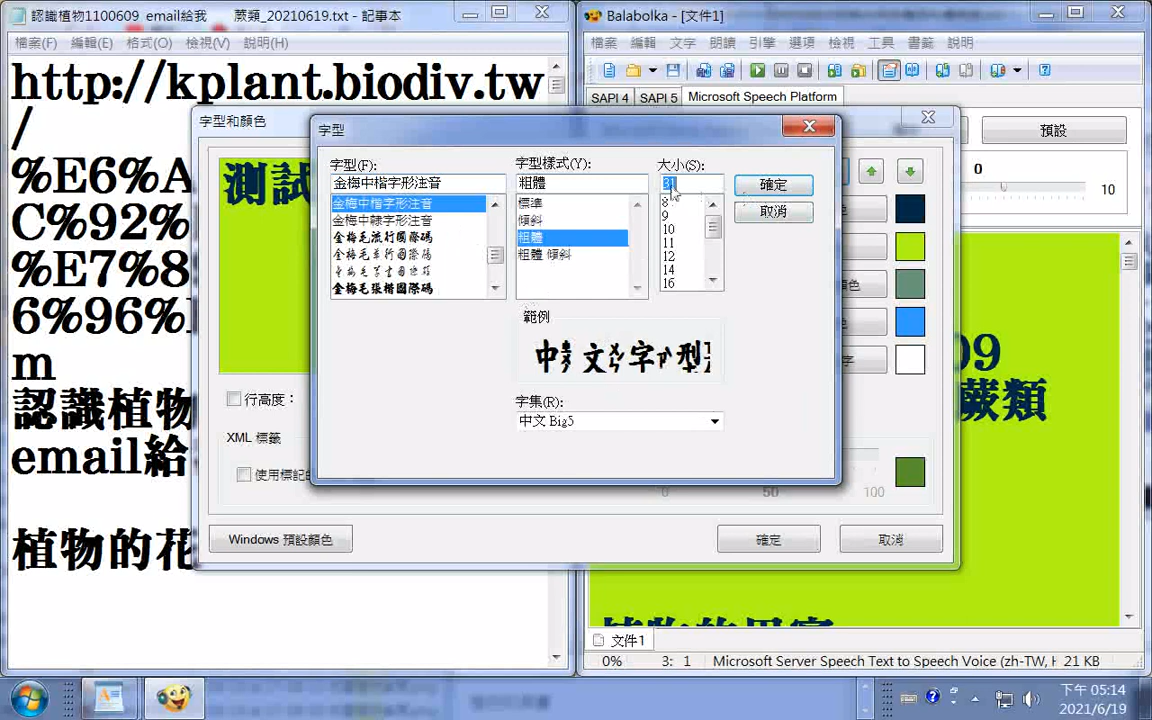 認識植物1100609 email給我 蕨類_20210619.txt - 記事本
檔案(F) 編輯(E) 格式(O) 檢視(V) 說明(H)
http://kplant.biodiv.tw
/
%E6%A
C%92%
%E7%8
6%96%
m
認識植物
email給
植物的花
Balabolka - [文件1]
檔案 編輯 文字 朗讀 引擎 選項 檢視 工具 書籤 說明
SAPI 4 SAPI 5 Microsoft Speech Platform
預設
0
10
09
蕨類
文件1
0% 3: 1 Microsoft Server Speech Text to Speech Voice (zh-TW, H 21 KB
字型和顏色
測試
行高度：
XML 標籤
使用標記的
0 50 100
Windows 預設顏色
確定
取消
字型
字型(F):
金梅中楷字形注音
金梅中楷字形注音
金梅中隸字形注音
金梅毛流行國際碼
金梅毛草行國際碼
金梅毛張楷國際碼
字型樣式(Y):
粗體
標準
傾斜
粗體
粗體 傾斜
大小(S):
31
8
9
10
11
12
14
16
確定
取消
範例
中文字型
字集(R):
中文 Big5
下午 05:14
2021/6/19